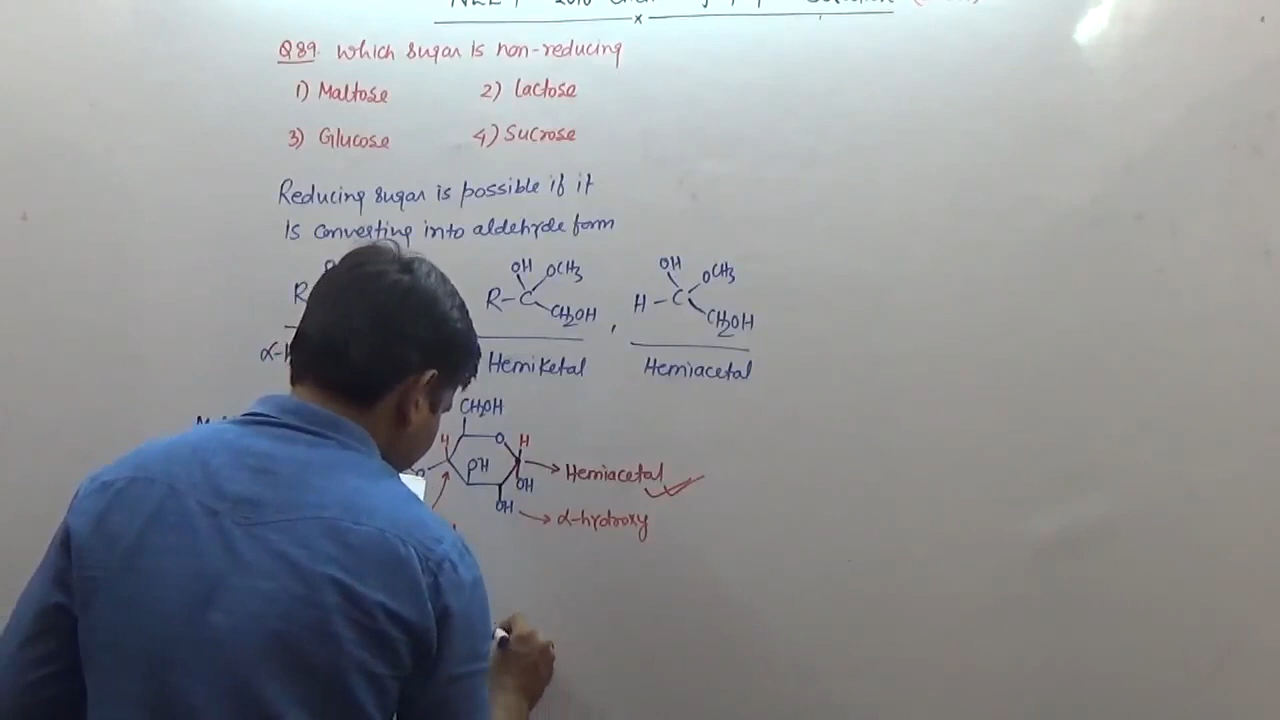 Q89. Which sugar is non-reducing
1) Maltose 2) Lactose
3) Glucose 4) Sucrose
Reducing sugar is possible if it
is converting into aldehyde form
R
OH OCH3
R-C
CH2OH
,
OH OCH3
H-C
CH2OH
α-
Hemiketal
Hemiacetal
CH2OH
H O H
OH
OH
OH
Hemiacetal
α-hydroxy